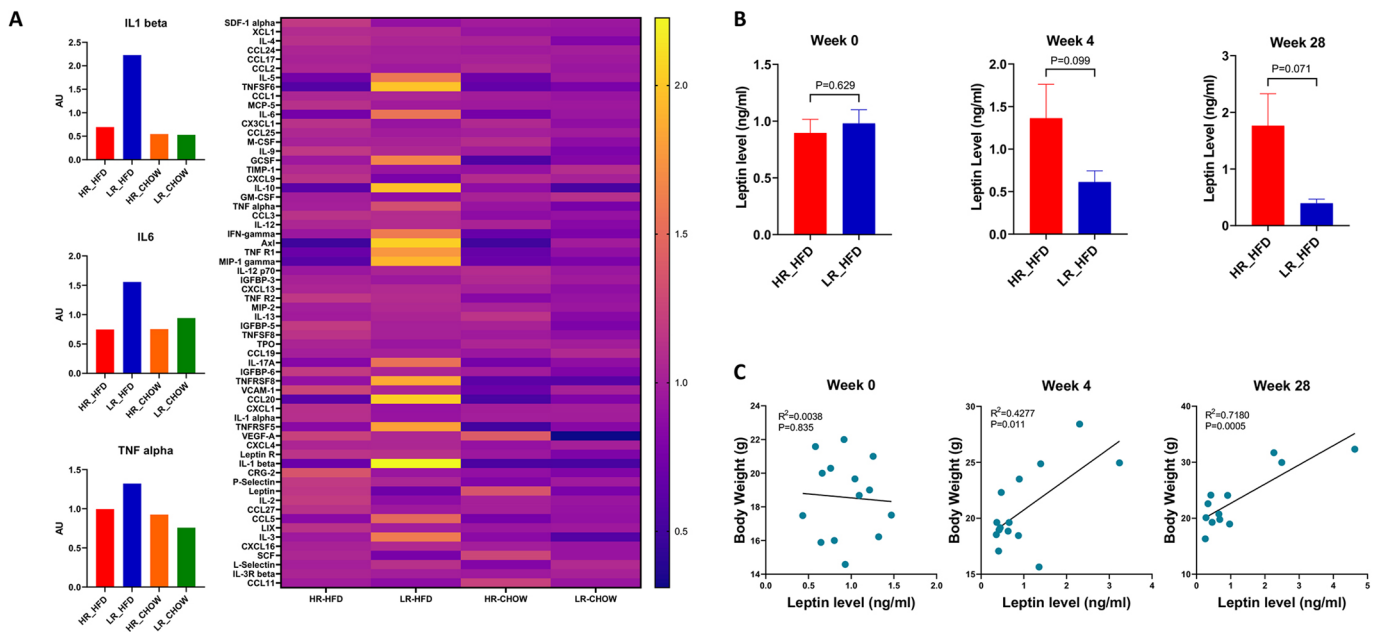 A
IL1 beta
2.5
2.0
1.5
1.0
0.5
0.0
AU
HR_HFD
LR_HFD
HR_CHOW
LR_CHOW
IL6
2.0
1.5
1.0
0.5
0.0
AU
HR_HFD
LR_HFD
HR_CHOW
LR_CHOW
TNF alpha
2.0
1.5
1.0
0.5
0.0
AU
HR_HFD
LR_HFD
HR_CHOW
LR_CHOW
SDF-1 alpha
XCL1
IL-4
CCL24
CCL17
CCL2
IL-5
TNFSF6
CCL1
MCP-5
IL-6
CX3CL1
CCL25
M-CSF
IL-9
GCSF
TIMP-1
CXCL9
IL-10
GM-CSF
TNF alpha
CCL3
IL-12
IFN-gamma
Axl
TNF R1
MIP-1 gamma
IL-12 p70
IGFBP-3
CXCL13
TNF R2
MIP-2
IL-13
IGFBP-5
TNFSF8
TPO
CCL19
IL-17A
IGFBP-6
TNFRSF8
VCAM-1
CCL20
CXCL1
IL-1 alpha
TNFRSF5
VEGF-A
CXCL4
Leptin R
IL-1 beta
CRG-2
P-Selectin
Leptin
IL-2
CCL27
CCL5
LIX
IL-3
CXCL16
SCF
L-Selectin
IL-3R beta
CCL11
HR-HFD
LR-HFD
HR-CHOW
LR-CHOW
2.0
1.5
1.0
0.5
B
Week 0
P=0.629
1.5
1.0
0.5
0.0
Leptin level (ng/ml)
HR_HFD
LR_HFD
Week 4
P=0.099
2.0
1.5
1.0
0.5
0.0
Leptin Level (ng/ml)
HR_HFD
LR_HFD
Week 28
P=0.071
3
2
1
0
Leptin Level (ng/ml)
HR_HFD
LR_HFD
C
Week 0
R²=0.0038
P=0.835
26
24
22
20
18
16
14
Body Weight (g)
0.0 0.5 1.0 1.5 2.0
Leptin level (ng/ml)
Week 4
R²=0.4277
P=0.011
30
25
20
15
Body Weight (g)
0 1 2 3 4
Leptin level (ng/ml)
Week 28
R²=0.7180
P=0.0005
40
30
20
10
Body Weight (g)
0 1 2 3 4 5
Leptin level (ng/ml)